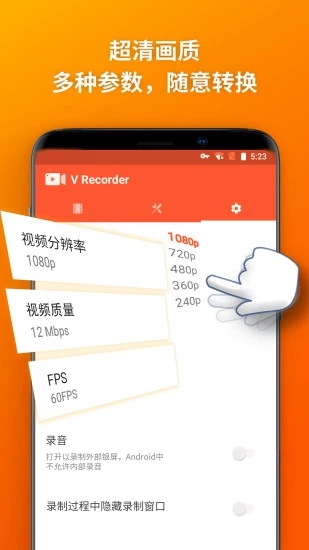 超清画质
多种参数，随意转换
5:23
V Recorder
视频分辨率
1080p
1080p
720p
480p
360p
240p
视频质量
12 Mbps
FPS
60FPS
录音
打开以录制外部银屏，Android中
不允许内部录音
录制过程中隐藏录制窗口